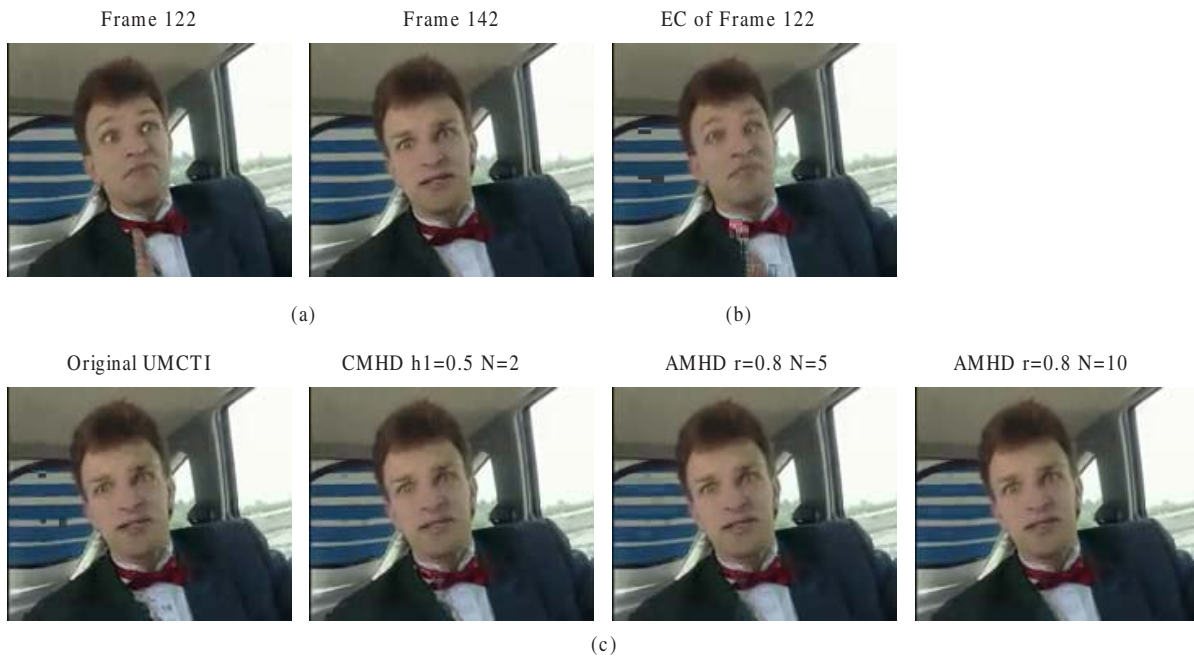 Frame 122
Frame 142
EC of Frame 122
(a)
(b)
Original UMCTI
CMHD h1=0.5 N=2
AMHD r=0.8 N=5
AMHD r=0.8 N=10
(c)